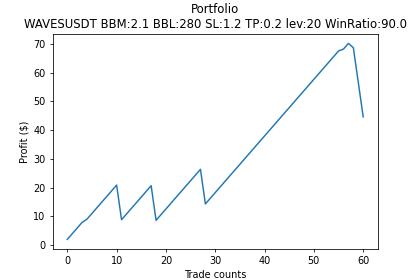 Portfolio
WAVESUSDT BBM:2.1 BBL:280 SL:1.2 TP:0.2 lev:20 WinRatio:90.0
Profit ($)
70
60
50
40
30
20
10
0
0 10 20 30 40 50 60
Trade counts